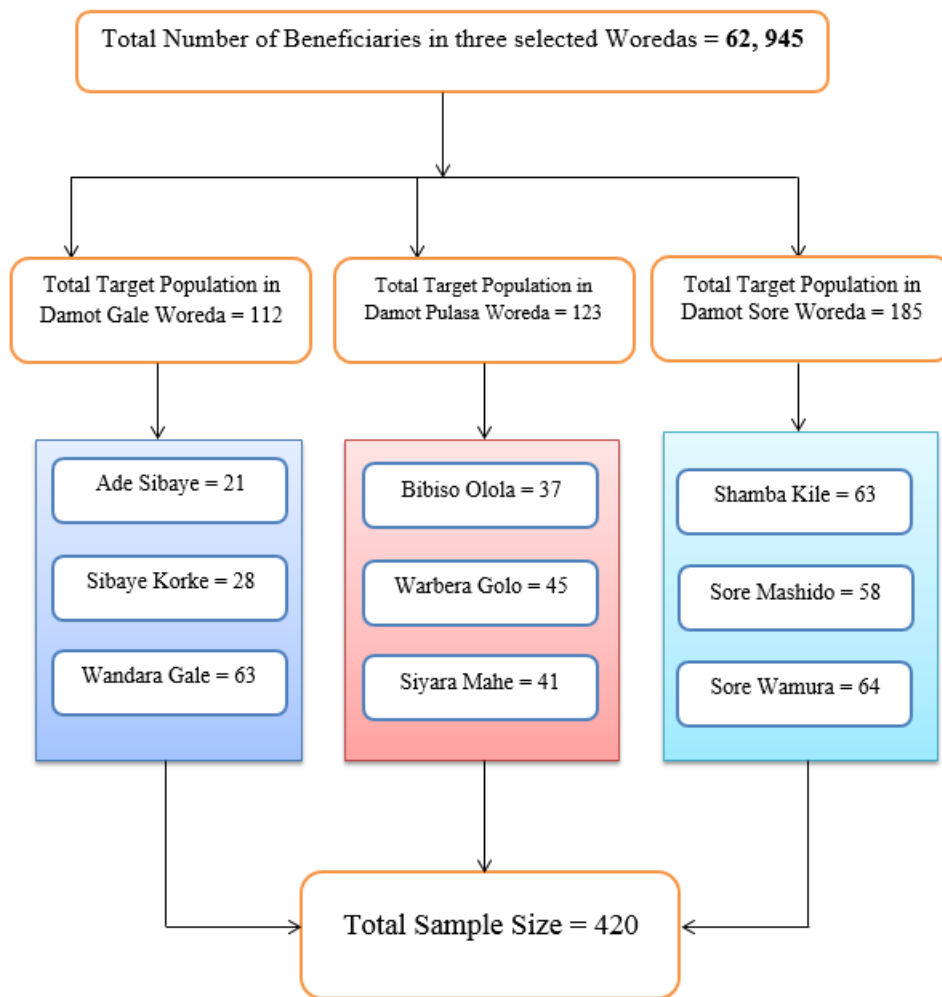 Total Number of Beneficiaries in three selected Woredas = 62, 945
Total Target Population in
Damot Gale Woreda = 112
Total Target Population in
Damot Pulasa Woreda = 123
Total Target Population in
Damot Sore Woreda = 185
Ade Sibaye = 21
Sibaye Korke = 28
Wandara Gale = 63
Bibiso Olola = 37
Warbera Golo = 45
Siyara Mahe = 41
Shamba Kile = 63
Sore Mashido = 58
Sore Wamura = 64
Total Sample Size = 420